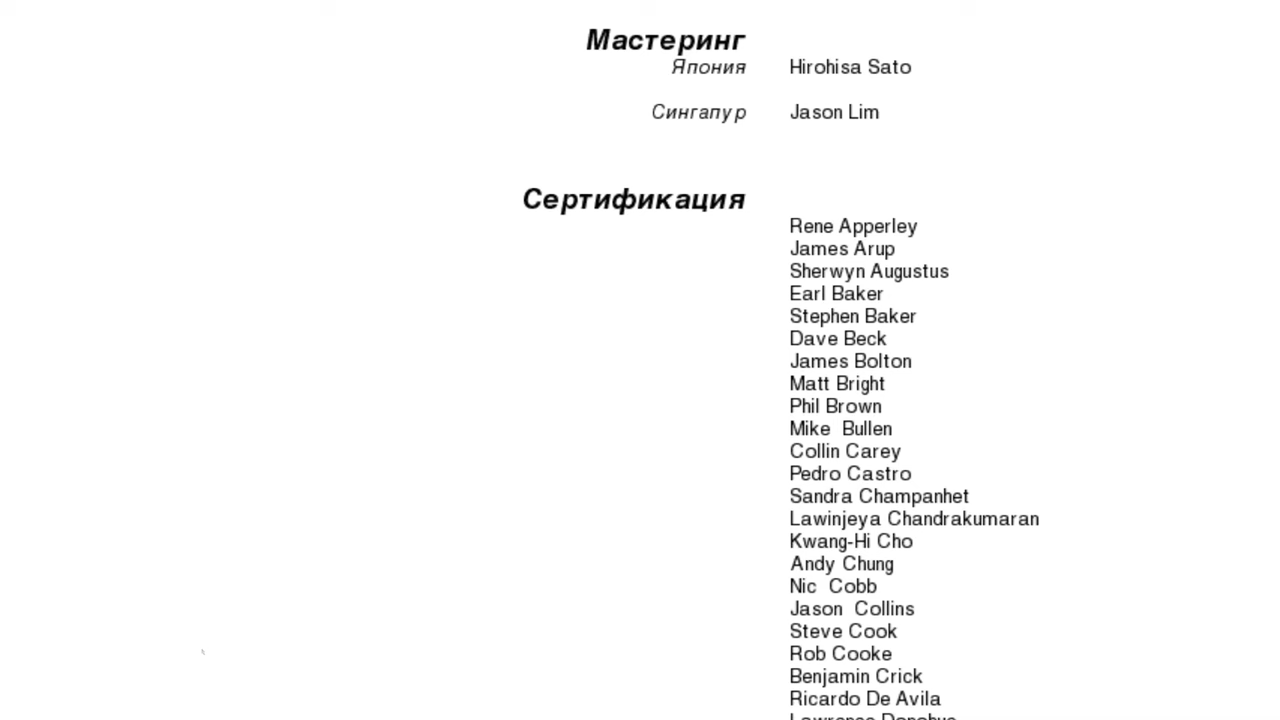 Мастеринг
Япония Hirohisa Sato
Сингапур Jason Lim
Сертификация
Rene Apperley
James Arup
Sherwyn Augustus
Earl Baker
Stephen Baker
Dave Beck
James Bolton
Matt Bright
Phil Brown
Mike Bullen
Collin Carey
Pedro Castro
Sandra Champanhet
Lawinjeya Chandrakumaran
Kwang-Hi Cho
Andy Chung
Nic Cobb
Jason Collins
Steve Cook
Rob Cooke
Benjamin Crick
Ricardo De Avila